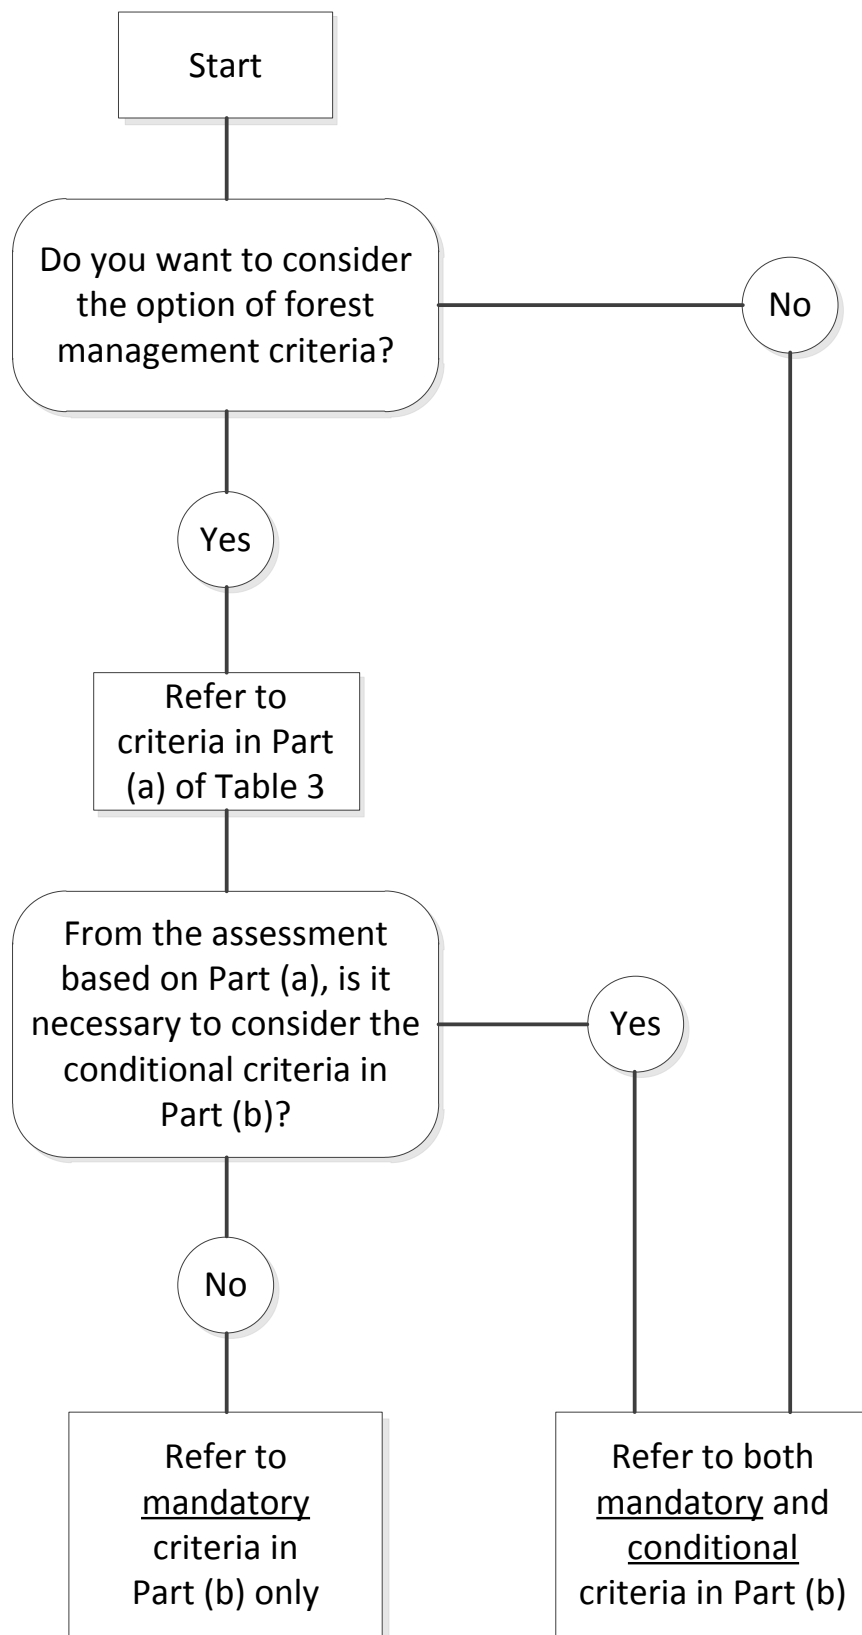 Start
Do you want to consider
the option of forest
management criteria?
No
Yes
Refer to
criteria in Part
(a) of Table 3
From the assessment
based on Part (a), is it
necessary to consider the
conditional criteria in
Part (b)?
Yes
No
Refer to
mandatory
criteria in
Part (b) only
Refer to both
mandatory and
conditional
criteria in Part (b)